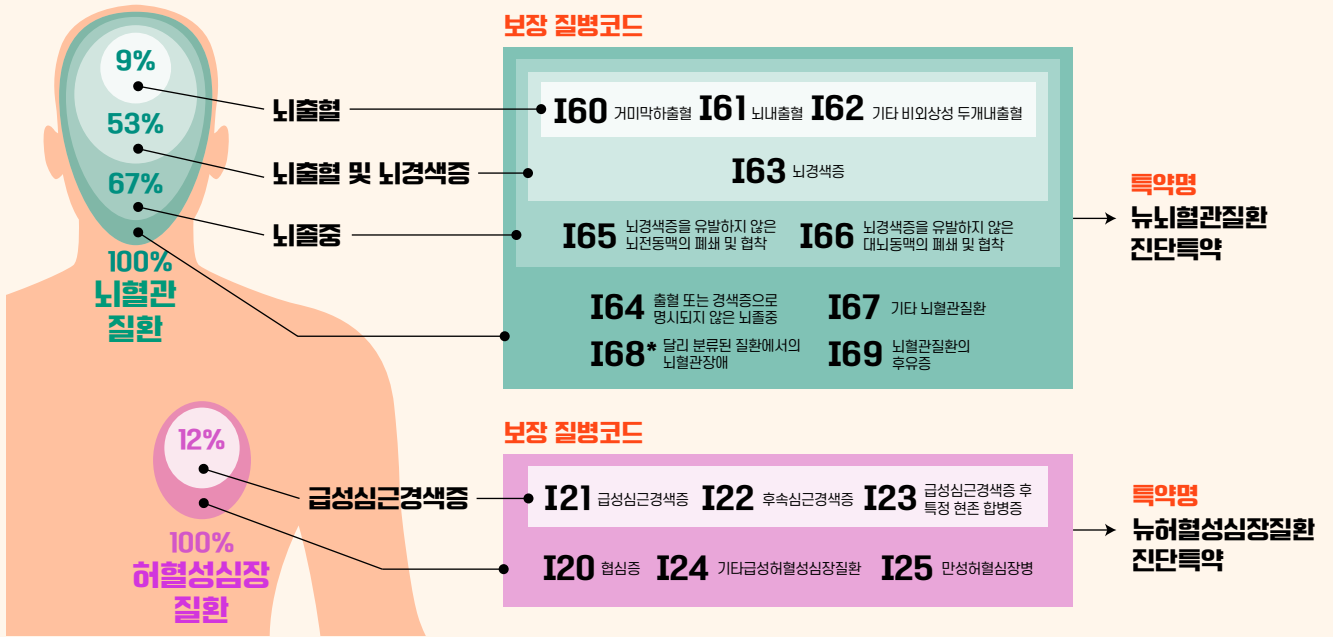 9%
53%
67%
100%
뇌혈관
질환
뇌출혈
뇌출혈 및 뇌경색증
뇌졸중
보장 질병코드
I60 거미막하출혈 I61 뇌내출혈 I62 기타 비외상성 두개내출혈
I63 뇌경색증
I65 뇌경색증을 유발하지 않은
뇌전동맥의 폐쇄 및 협착
I66 뇌경색증을 유발하지 않은
대뇌동맥의 폐쇄 및 협착
I64 출혈 또는 경색증으로
명시되지 않은 뇌졸중
I67 기타 뇌혈관질환
I68* 달리 분류된 질환에서의
뇌혈관장애
I69 뇌혈관질환의
후유증
특약명
뉴뇌혈관질환
진단특약
12%
100%
허혈성심장
질환
급성심근경색증
보장 질병코드
I21 급성심근경색증 I22 후속심근경색증 I23 급성심근경색증 후
특정 현존 합병증
I20 협심증 I24 기타급성허혈성심장질환 I25 만성허혈심장병
특약명
뉴허혈성심장질환
진단특약